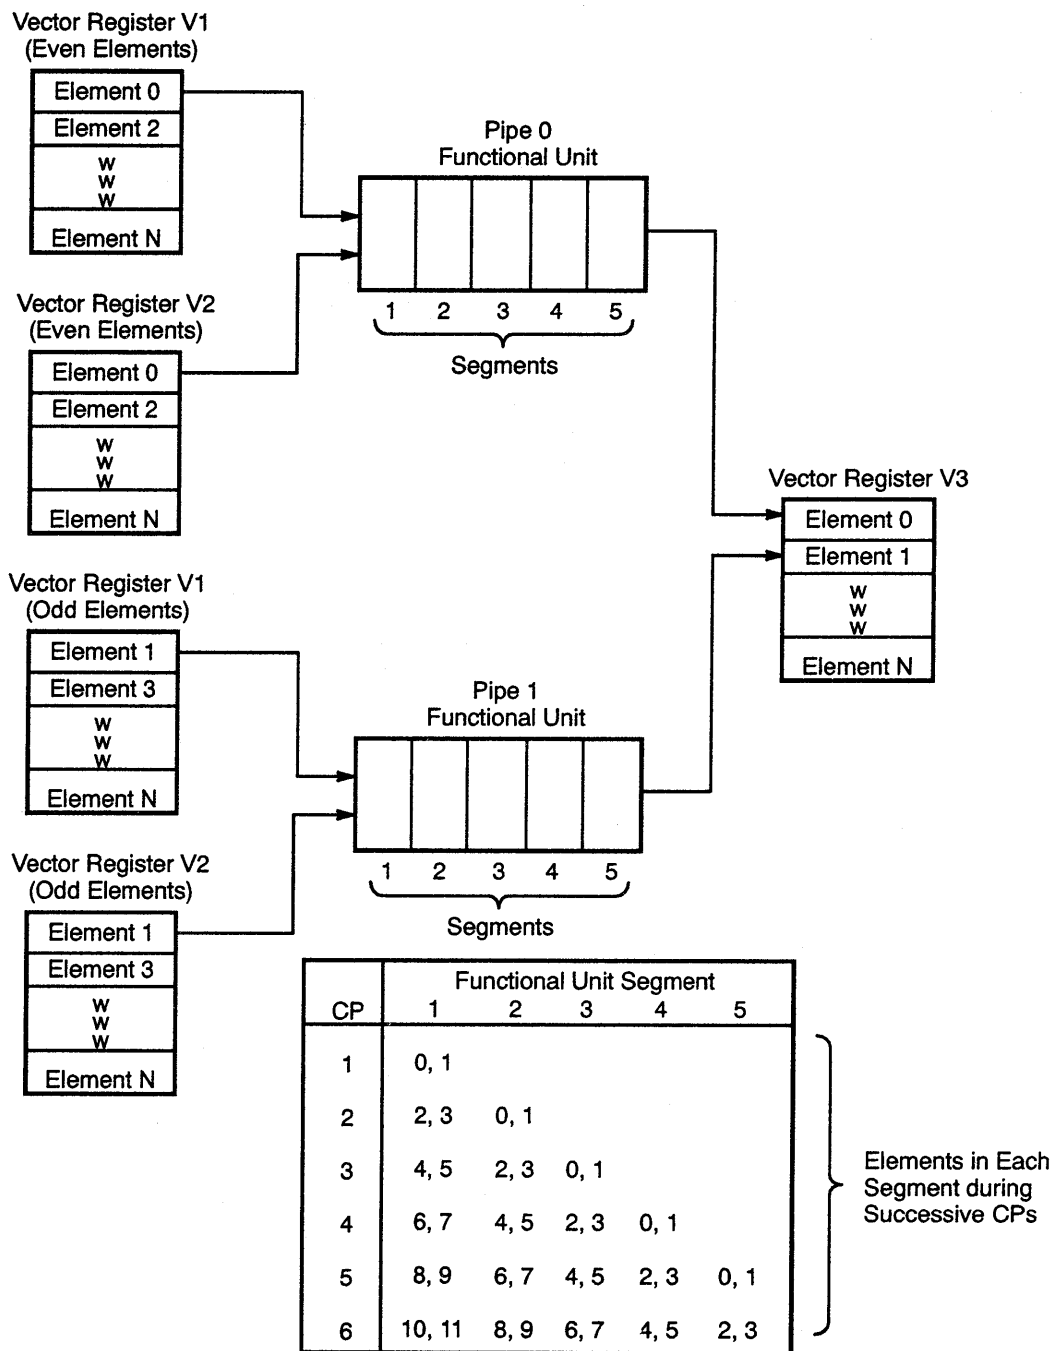 Vector Register V1
(Even Elements)
Element 0
Element 2
W
W
W
Element N
Pipe 0
Functional Unit
1 2 3 4 5
Segments
Vector Register V2
(Even Elements)
Element 0
Element 2
W
W
W
Element N
Vector Register V3
Element 0
Element 1
W
W
W
Element N
Vector Register V1
(Odd Elements)
Element 1
Element 3
W
W
W
Element N
Pipe 1
Functional Unit
1 2 3 4 5
Segments
Vector Register V2
(Odd Elements)
Element 1
Element 3
W
W
W
Element N
Functional Unit Segment
CP 1 2 3 4 5
1 0, 1
2 2, 3 0, 1
3 4, 5 2, 3 0, 1
4 6, 7 4, 5 2, 3 0, 1
5 8, 9 6, 7 4, 5 2, 3 0, 1
6 10, 11 8, 9 6, 7 4, 5 2, 3
Elements in Each
Segment during
Successive CPs